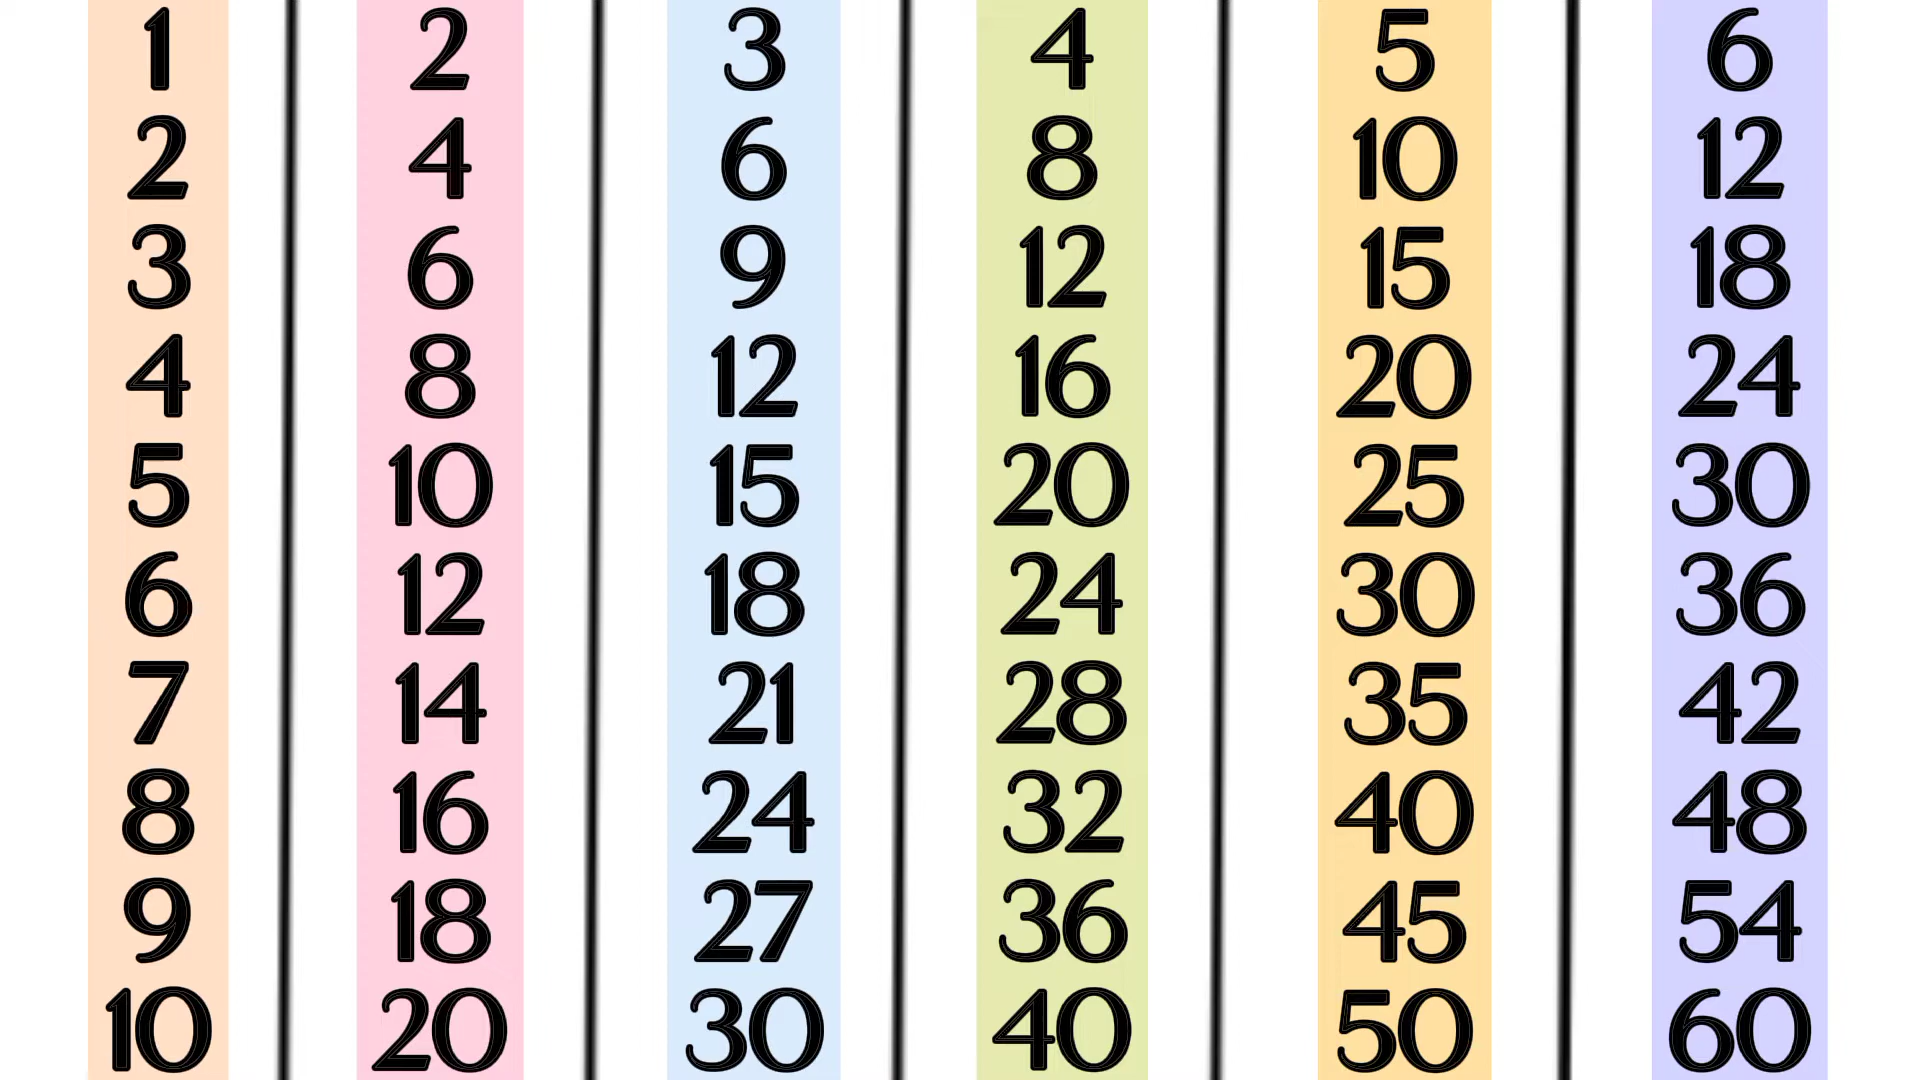 1 2 3 4 5 6
2 4 6 8 10 12
3 6 9 12 15 18
4 8 12 16 20 24
5 10 15 20 25 30
6 12 18 24 30 36
7 14 21 28 35 42
8 16 24 32 40 48
9 18 27 36 45 54
10 20 30 40 50 60